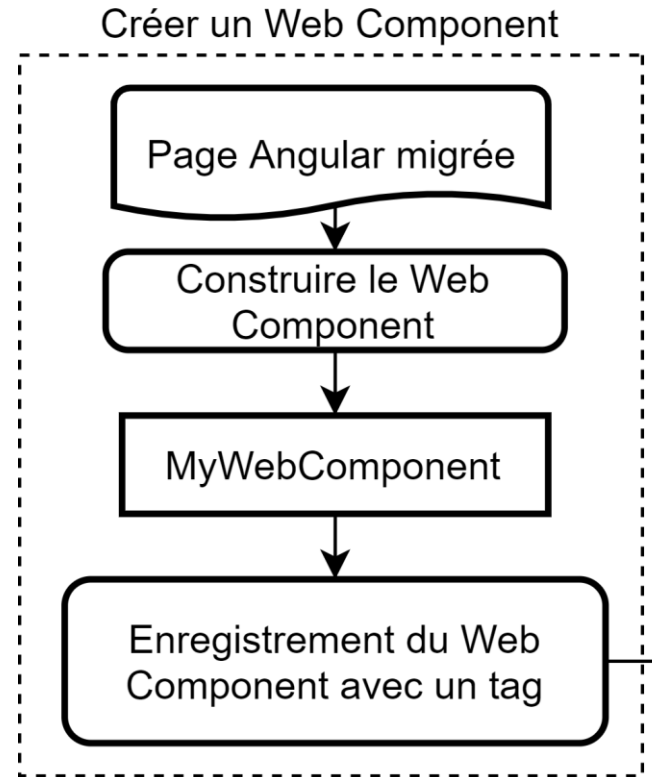 Créer un Web Component
Page Angular migrée
Construire le Web
Component
MyWebComponent
Enregistrement du Web
Component avec un tag